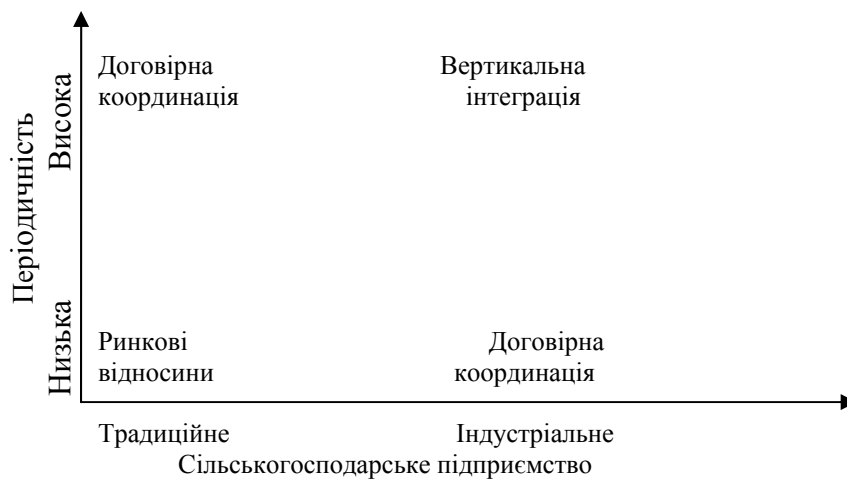 Періодичність
Висока
Низька
Договірна
координація
Вертикальна
інтеграція
Ринкові
відносини
Договірна
координація
Традиційне
Індустріальне
Сільськогосподарське підприємство